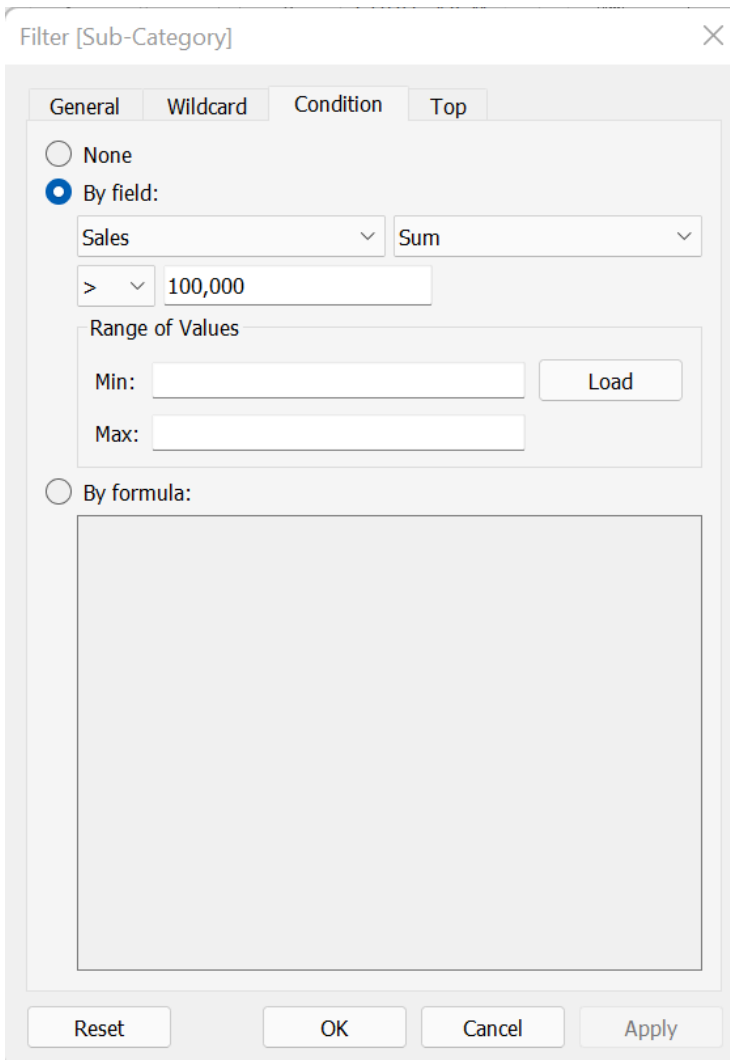 Filter [Sub-Category]
General Wildcard Condition Top
None
By field:
Sales Sum
> 100,000
Range of Values
Min: Load
Max:
By formula:
Reset OK Cancel Apply